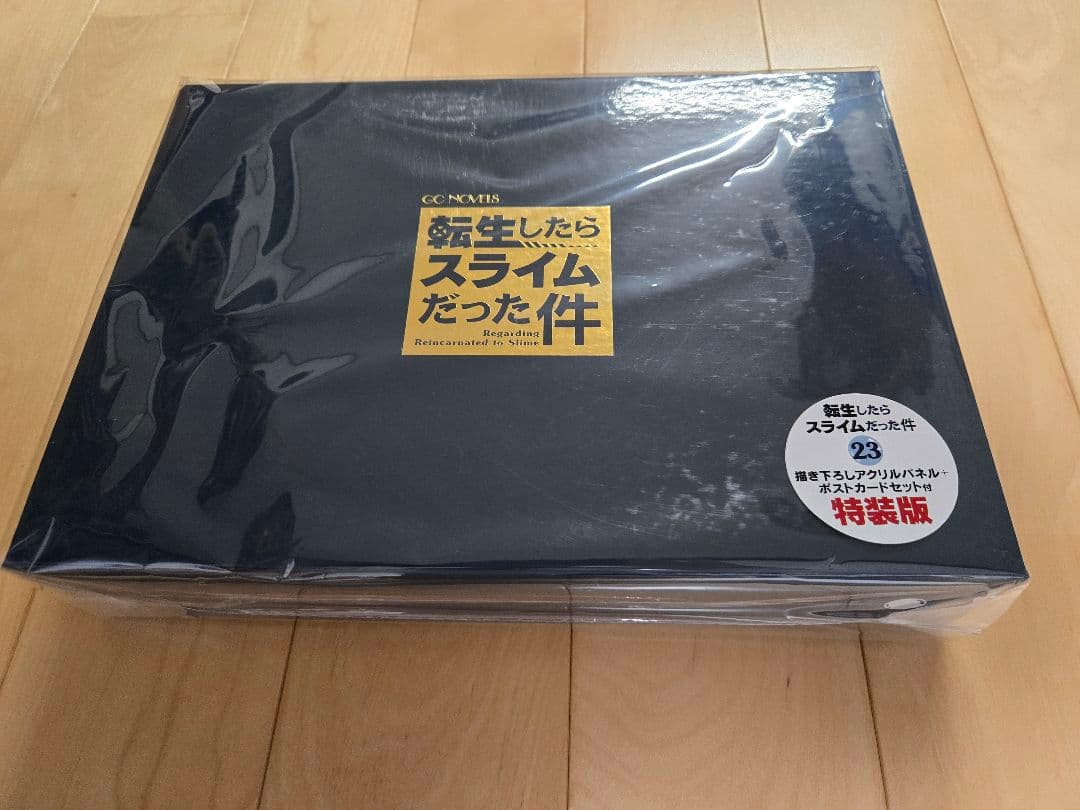 GC NOVELS
転生したら
スライム
だった件
Regarding
Reincarnated to Slime
転生したら
スライムだった件
23
描き下ろしアクリルパネル+
ポストカードセット付
特装版